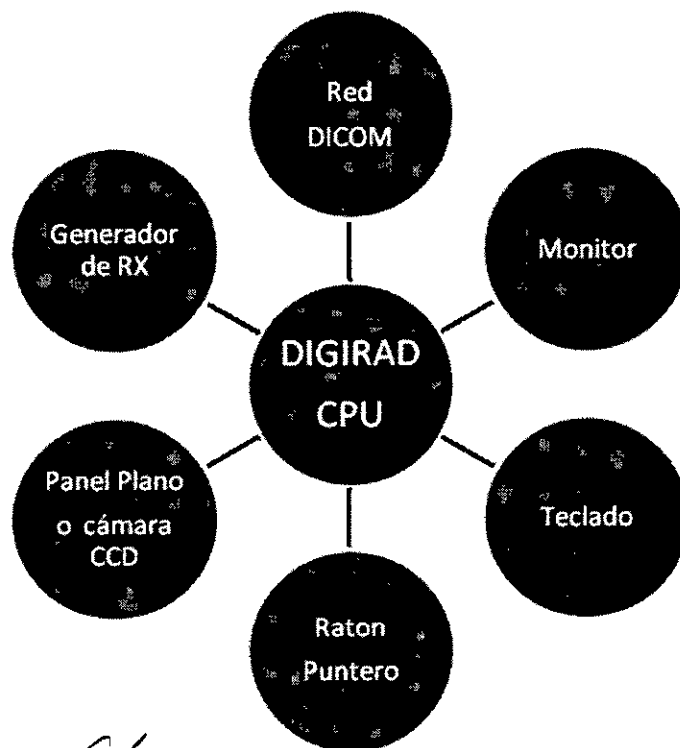 Red
DICOM
Generador
de RX
Monitor
DIGIRAD
CPU
Panel Plano
o cámara
CCD
Teclado
Raton
Puntero